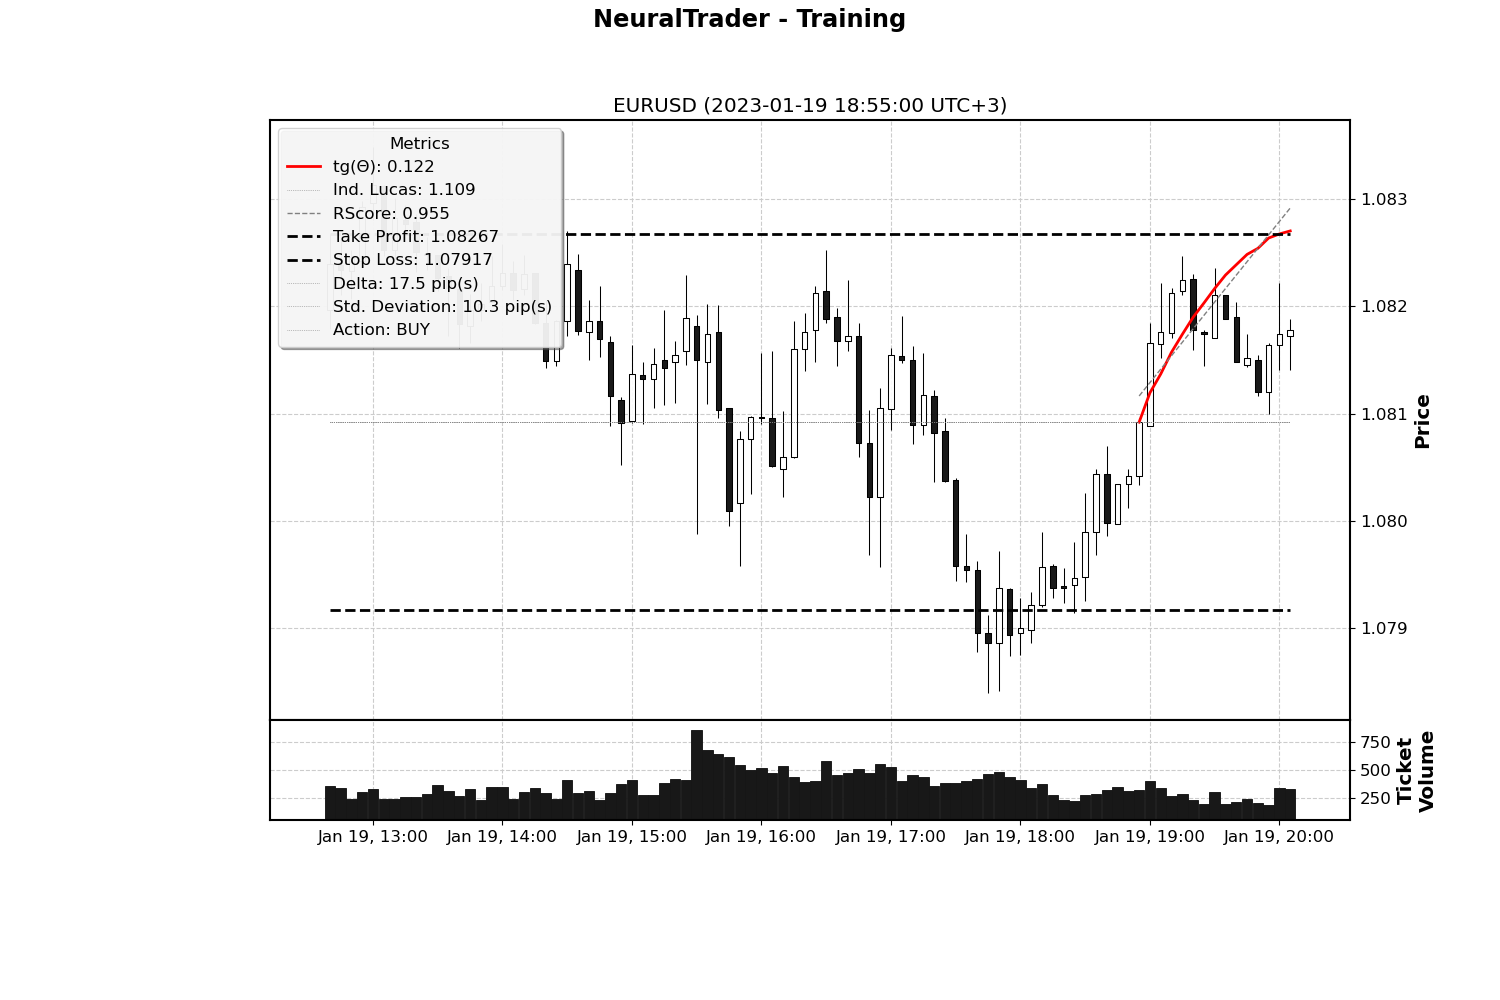 NeuralTrader - Training
EURUSD (2023-01-19 18:55:00 UTC+3)
Metrics
tg(Θ): 0.122
Ind. Lucas: 1.109
RScore: 0.955
Take Profit: 1.08267
Stop Loss: 1.07917
Delta: 17.5 pip(s)
Std. Deviation: 10.3 pip(s)
Action: BUY
1.083
1.082
1.081
1.080
1.079
Price
750
500
250
Ticket
Volume
Jan 19, 13:00
Jan 19, 14:00
Jan 19, 15:00
Jan 19, 16:00
Jan 19, 17:00
Jan 19, 18:00
Jan 19, 19:00
Jan 19, 20:00